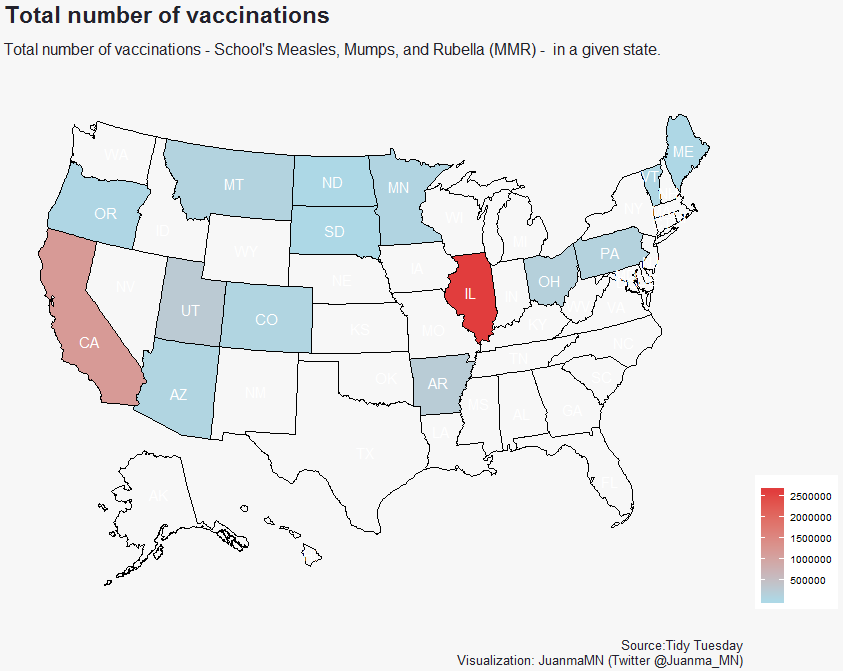 Total number of vaccinations
Total number of vaccinations - School's Measles, Mumps, and Rubella (MMR) -  in a given state.
ME
WA
VT
MT
ND
MN
OR
NY
WI
ID
SD
MI
WY
PA
IA
NE
OH
IL
IN
NV
UT
CO
WV
VA
CA
KS
MO
KY
NC
TN
OK
AR
SC
AZ
NM
MS
AL
GA
LA
TX
FL
AR
2500000
2000000
1500000
1000000
500000
Source:Tidy Tuesday
Visualization: JuanmaMN (Twitter @Juanma_MN)